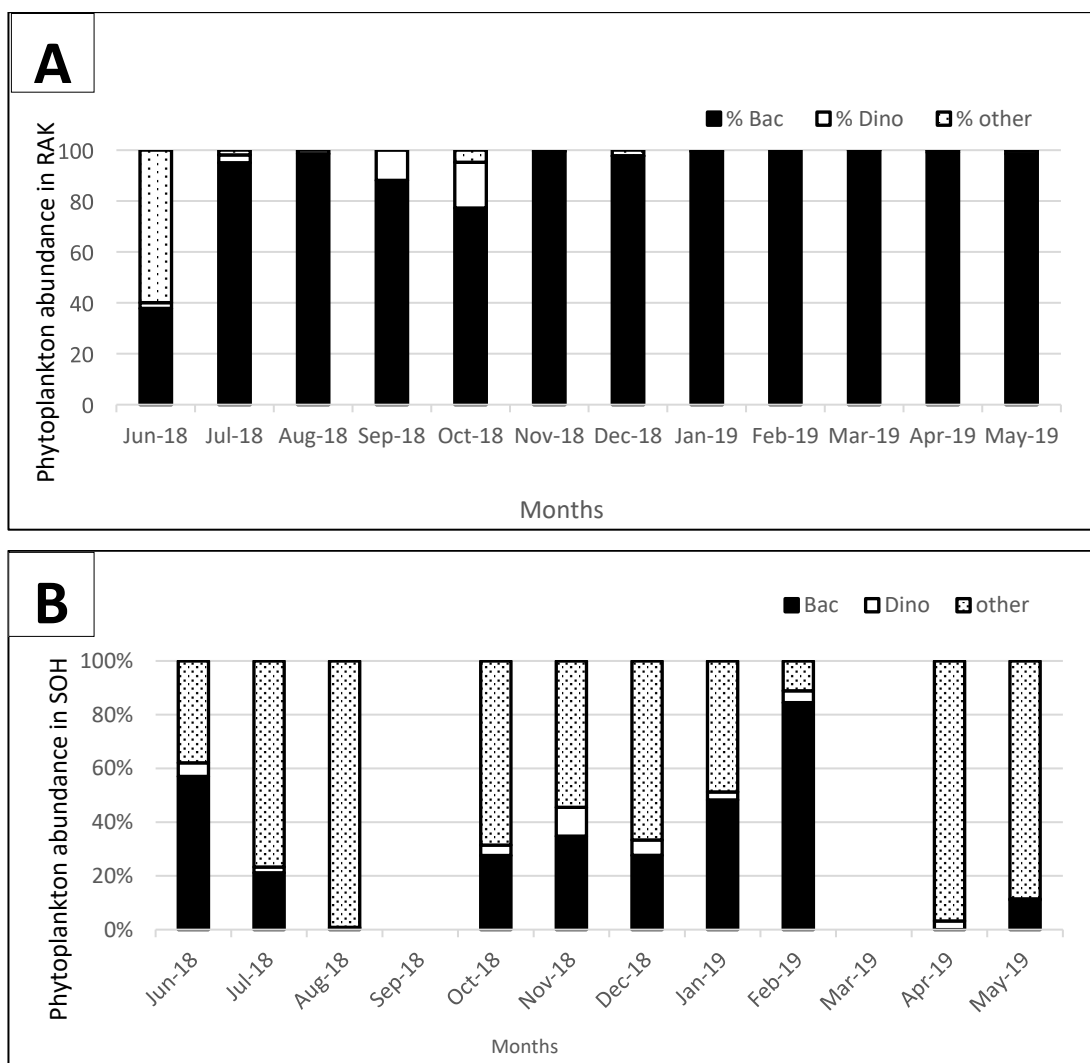 A
% Bac % Dino % other
Phytoplankton abundance in RAK
100
80
60
40
20
0
Jun-18 Jul-18 Aug-18 Sep-18 Oct-18 Nov-18 Dec-18 Jan-19 Feb-19 Mar-19 Apr-19 May-19
Months
B
Bac Dino other
Phytoplankton abundance in SOH
100%
80%
60%
40%
20%
0%
Jun-18 Jul-18 Aug-18 Sep-18 Oct-18 Nov-18 Dec-18 Jan-19 Feb-19 Mar-19 Apr-19 May-19
Months